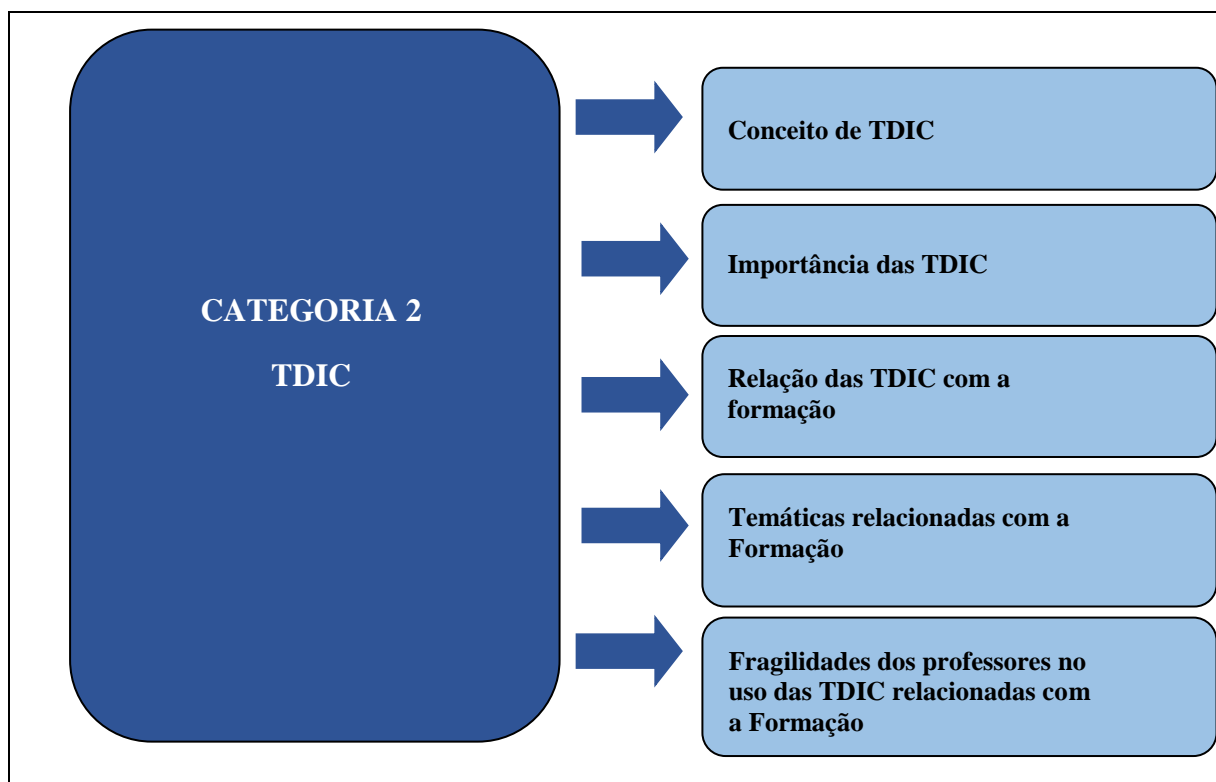 CATEGORIA 2
TDIC
Conceito de TDIC
Importância das TDIC
Relação das TDIC com a
formação
Temáticas relacionadas com a
Formação
Fragilidades dos professores no
uso das TDIC relacionadas com
a Formação